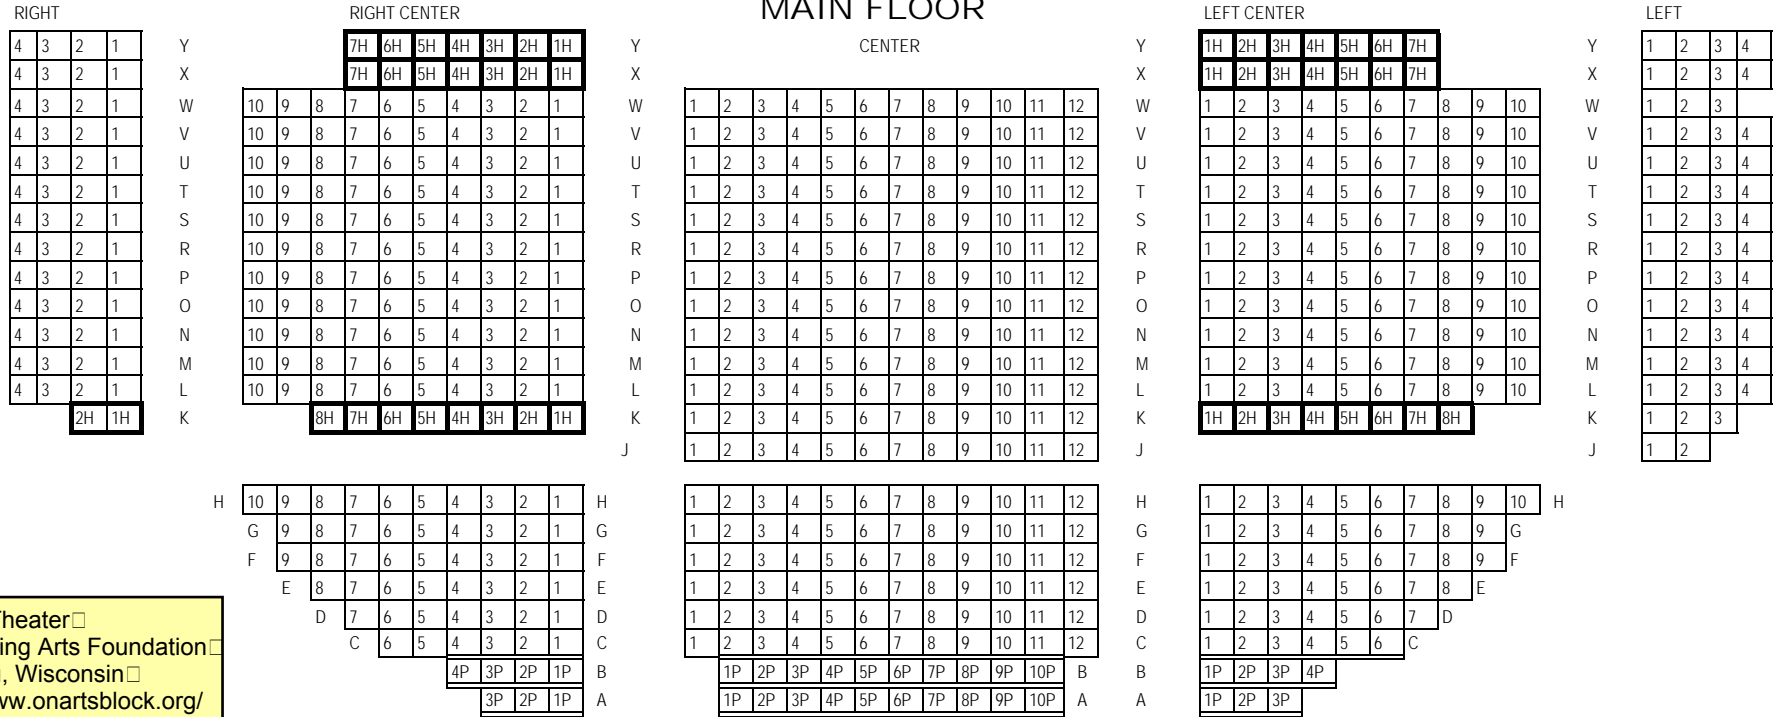 RIGHT RIGHT CENTER MAIN FLOOR LEFT CENTER LEFT
4 3 2 1 Y 7H 6H 5H 4H 3H 2H 1H Y CENTER Y 1H 2H 3H 4H 5H 6H 7H Y 1 2 3 4
4 3 2 1 X 7H 6H 5H 4H 3H 2H 1H X X 1H 2H 3H 4H 5H 6H 7H X 1 2 3 4
4 3 2 1 W 10 9 8 7 6 5 4 3 2 1 W 1 2 3 4 5 6 7 8 9 10 11 12 W 1 2 3 4 5 6 7 8 9 10 W 1 2 3
4 3 2 1 V 10 9 8 7 6 5 4 3 2 1 V 1 2 3 4 5 6 7 8 9 10 11 12 V 1 2 3 4 5 6 7 8 9 10 V 1 2 3 4
4 3 2 1 U 10 9 8 7 6 5 4 3 2 1 U 1 2 3 4 5 6 7 8 9 10 11 12 U 1 2 3 4 5 6 7 8 9 10 U 1 2 3 4
4 3 2 1 T 10 9 8 7 6 5 4 3 2 1 T 1 2 3 4 5 6 7 8 9 10 11 12 T 1 2 3 4 5 6 7 8 9 10 T 1 2 3 4
4 3 2 1 S 10 9 8 7 6 5 4 3 2 1 S 1 2 3 4 5 6 7 8 9 10 11 12 S 1 2 3 4 5 6 7 8 9 10 S 1 2 3 4
4 3 2 1 R 10 9 8 7 6 5 4 3 2 1 R 1 2 3 4 5 6 7 8 9 10 11 12 R 1 2 3 4 5 6 7 8 9 10 R 1 2 3 4
4 3 2 1 P 10 9 8 7 6 5 4 3 2 1 P 1 2 3 4 5 6 7 8 9 10 11 12 P 1 2 3 4 5 6 7 8 9 10 P 1 2 3 4
4 3 2 1 O 10 9 8 7 6 5 4 3 2 1 O 1 2 3 4 5 6 7 8 9 10 11 12 O 1 2 3 4 5 6 7 8 9 10 O 1 2 3 4
4 3 2 1 N 10 9 8 7 6 5 4 3 2 1 N 1 2 3 4 5 6 7 8 9 10 11 12 N 1 2 3 4 5 6 7 8 9 10 N 1 2 3 4
4 3 2 1 M 10 9 8 7 6 5 4 3 2 1 M 1 2 3 4 5 6 7 8 9 10 11 12 M 1 2 3 4 5 6 7 8 9 10 M 1 2 3 4
4 3 2 1 L 10 9 8 7 6 5 4 3 2 1 L 1 2 3 4 5 6 7 8 9 10 11 12 L 1 2 3 4 5 6 7 8 9 10 L 1 2 3 4
2H 1H K 8H 7H 6H 5H 4H 3H 2H 1H K 1 2 3 4 5 6 7 8 9 10 11 12 K 1H 2H 3H 4H 5H 6H 7H 8H K 1 2 3
J 1 2 3 4 5 6 7 8 9 10 11 12 J J 1 2
H 10 9 8 7 6 5 4 3 2 1 H 1 2 3 4 5 6 7 8 9 10 11 12 H 1 2 3 4 5 6 7 8 9 10 H
G 9 8 7 6 5 4 3 2 1 G 1 2 3 4 5 6 7 8 9 10 11 12 G 1 2 3 4 5 6 7 8 9 G
F 9 8 7 6 5 4 3 2 1 F 1 2 3 4 5 6 7 8 9 10 11 12 F 1 2 3 4 5 6 7 8 9 F
E 8 7 6 5 4 3 2 1 E 1 2 3 4 5 6 7 8 9 10 11 12 E 1 2 3 4 5 6 7 8 E
D 7 6 5 4 3 2 1 D 1 2 3 4 5 6 7 8 9 10 11 12 D 1 2 3 4 5 6 7 D
C 6 5 4 3 2 1 C 1 2 3 4 5 6 7 8 9 10 11 12 C 1 2 3 4 5 6 C
4P 3P 2P 1P B 1P 2P 3P 4P 5P 6P 7P 8P 9P 10P B B 1P 2P 3P 4P
3P 2P 1P A 1P 2P 3P 4P 5P 6P 7P 8P 9P 10P A A 1P 2P 3P
Theater
ing Arts Foundation
, Wisconsin
ww.onartsblock.org/